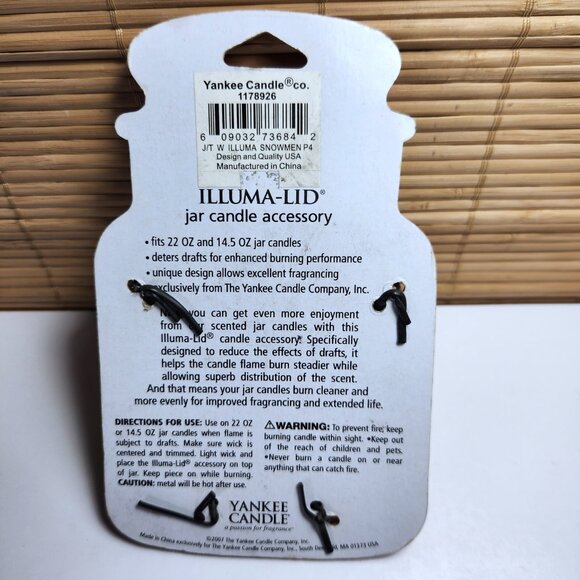 Yankee Candle® co.
1178926
6 09032 73684 2
J/T W ILLUMA SNOWMEN P4
Design and Quality USA
Manufactured in China
ILLUMA-LID®
jar candle accessory
• fits 22 OZ and 14.5 OZ jar candles
• deters drafts for enhanced burning performance
• unique design allows excellent fragrancing
exclusively from The Yankee Candle Company, Inc.
you can get even more enjoyment
from our scented jar candles with this
Illuma-Lid® candle accessory. Specifically
designed to reduce the effects of drafts, it
helps the candle flame burn steadier while
allowing superb distribution of the scent.
And that means your jar candles burn cleaner and
more evenly for improved fragrancing and extended life.
DIRECTIONS FOR USE: Use on 22 OZ
or 14.5 OZ jar candles when flame is
subject to drafts. Make sure wick is
centered and trimmed. Light wick and
place the Illuma-Lid® accessory on top
of jar. Keep piece on while burning.
CAUTION: metal will be hot after use.
⚠WARNING: To prevent fire, keep
burning candle within sight. •Keep out
of the reach of children and pets.
•Never burn a candle on or near
anything that can catch fire.
YANKEE
CANDLE®
a passion for fragrance™
©2007 The Yankee Candle Company, Inc.
Made in China exclusively for The Yankee Candle Company, Inc., South Deerfield, MA 01373 USA